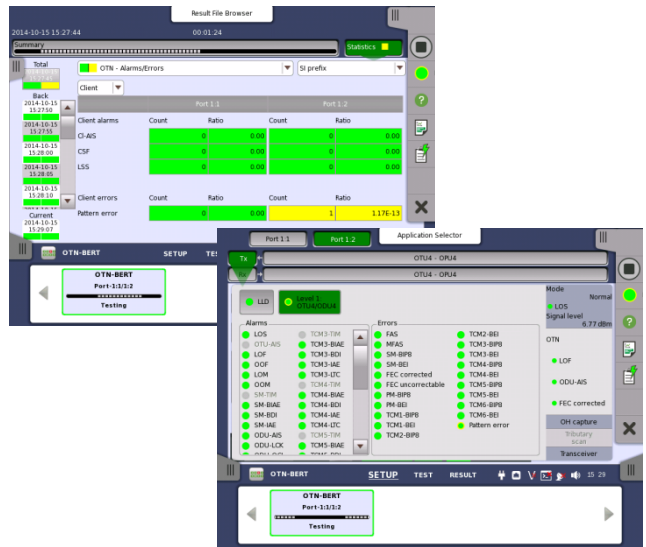 Result File Browser
2014-10-15 15:27:44
00:01:24
Summary
Statistics
Total
OTN - Alarms/Errors
SI prefix
Client
Back
2014-10-15
15:27:50
2014-10-15
15:27:55
2014-10-15
15:28:00
2014-10-15
15:28:05
2014-10-15
15:28:10
Current
2014-10-15
15:29:07
Port 1:1
Port 1:2
Client alarms
Count
Ratio
Count
Ratio
CI-AIS
0
0.00
0
0.00
CSF
0
0.00
0
0.00
LSS
0
0.00
0
0.00
Client errors
Count
Ratio
Count
Ratio
Pattern error
0
0.00
1
1.17E-13
OTN-BERT
SETUP
OTN-BERT
Port-1:1/1:2
Testing
Port 1:1
Port 1:2
Application Selector
Tx
OTU4 - OPU4
OTU4 - OPU4
LLD
Level 1:
OTU4/ODU4
Mode
Normal
LOS
Signal level
6.77 dBm
OTN
LOF
ODU-AIS
FEC corrected
OH capture
Tributary
scan
Transceiver
Alarms
LOS
OTU-AIS
LOF
OOF
LOM
OOM
SM-TIM
SM-BIAE
SM-BDI
SM-IAE
ODU-AIS
ODU-LCK
TCM3-TIM
TCM3-BIAE
TCM3-BDI
TCM3-IAE
TCM3-LTC
TCM4-TIM
TCM4-BIAE
TCM4-BDI
TCM4-IAE
TCM4-LTC
TCM5-TIM
TCM5-BIAE
Errors
FAS
MFAS
SM-BIP8
SM-BEI
FEC corrected
FEC uncorrectable
PM-BIP8
PM-BEI
TCM1-BIP8
TCM1-BEI
TCM2-BIP8
TCM2-BEI
TCM3-BIP8
TCM3-BEI
TCM4-BIP8
TCM4-BEI
TCM5-BIP8
TCM5-BEI
TCM6-BIP8
TCM6-BEI
Pattern error
OTN-BERT
SETUP
TEST
RESULT
15 29
OTN-BERT
Port-1:1/1:2
Testing